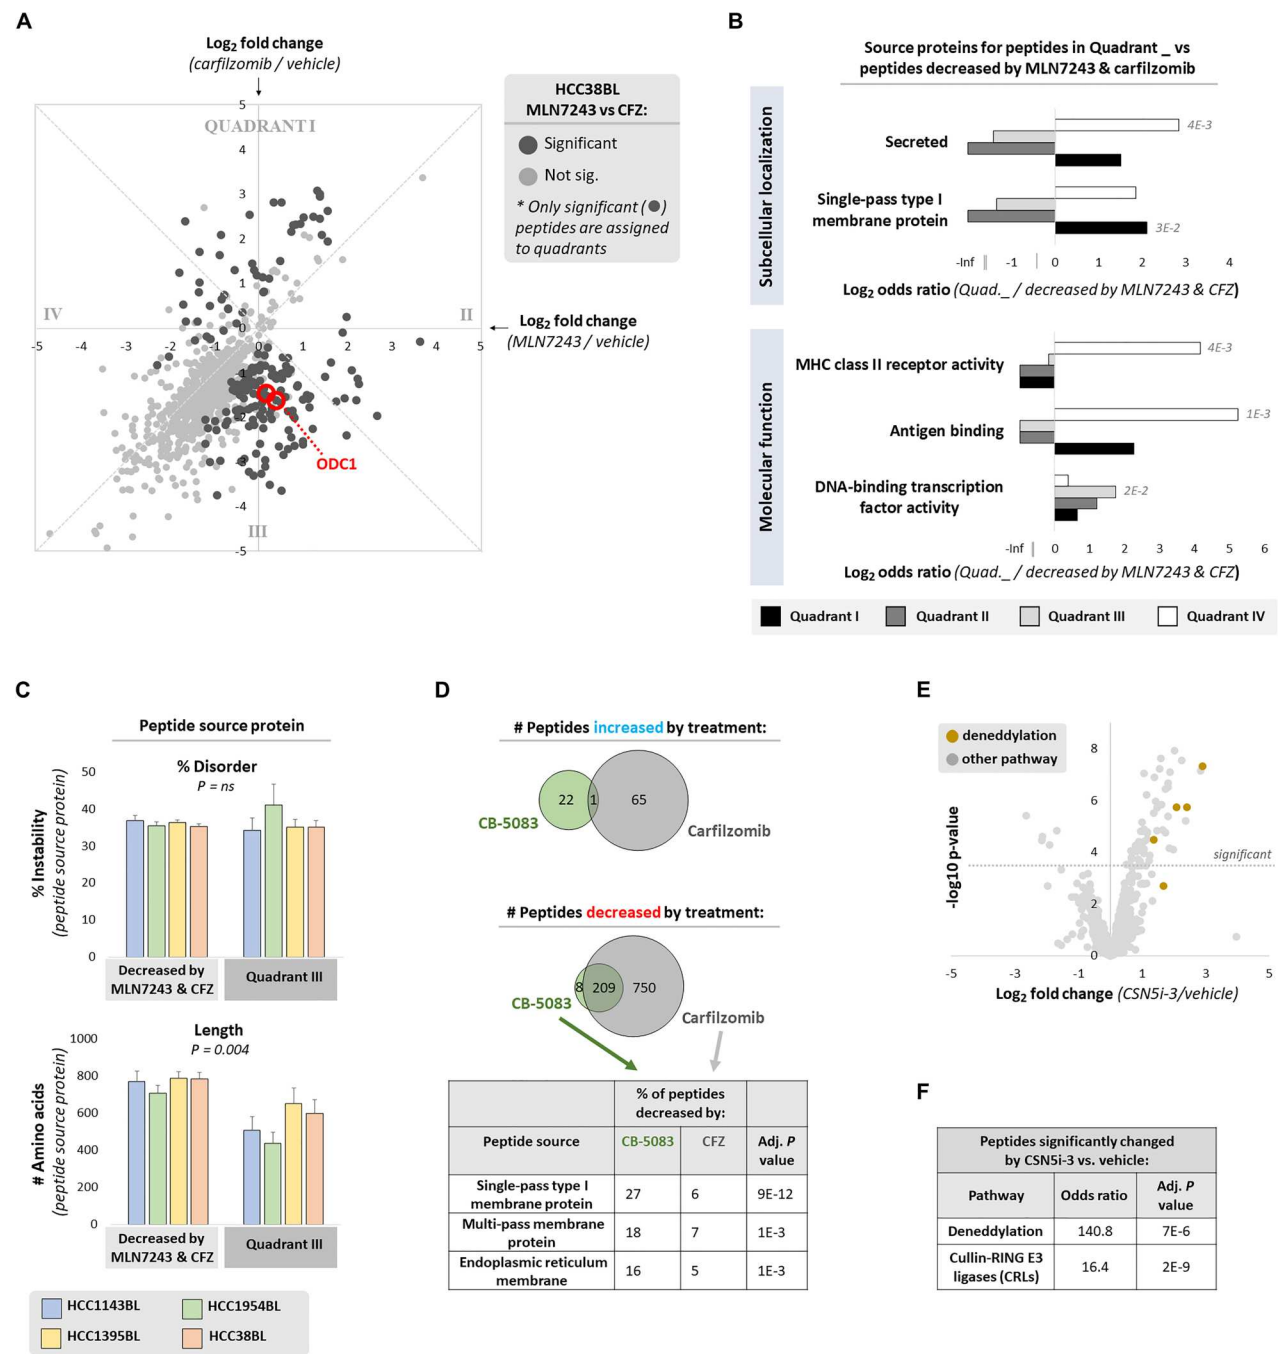 A
Log2 fold change
(carfilzomib / vehicle)
5
QUADRANT I
4
3
2
1
0
IV
II
-5 -4 -3 -2 -1 0 1 2 3 4 5
1
-2
-3
-4
III
-5
ODC1
Log2 fold change
(MLN7243 / vehicle)
HCC38BL
MLN7243 vs CFZ:
Significant
Not sig.
* Only significant (●)
peptides are assigned
to quadrants
B
Source proteins for peptides in Quadrant _ vs
peptides decreased by MLN7243 & carfilzomib
Subcellular localization
Secreted
4E-3
Single-pass type I
membrane protein
3E-2
-Inf -1 0 1 2 3 4
Log2 odds ratio (Quad._ / decreased by MLN7243 & CFZ)
Molecular function
MHC class II receptor activity
4E-3
Antigen binding
1E-3
DNA-binding transcription
factor activity
2E-2
-Inf 0 1 2 3 4 5 6
Log2 odds ratio (Quad._ / decreased by MLN7243 & CFZ)
Quadrant I Quadrant II Quadrant III Quadrant IV
C
Peptide source protein
% Disorder
P = ns
% Instability
(peptide source protein)
50
40
30
20
10
0
Decreased by
MLN7243 & CFZ
Quadrant III
Length
P = 0.004
# Amino acids
(peptide source protein)
1000
800
600
400
200
0
Decreased by
MLN7243 & CFZ
Quadrant III
HCC1143BL HCC1954BL
HCC1395BL HCC38BL
D
# Peptides increased by treatment:
22 1 65
CB-5083
Carfilzomib
# Peptides decreased by treatment:
8 209 750
CB-5083
Carfilzomib
% of peptides
decreased by:
Peptide source CB-5083 CFZ Adj. P
value
Single-pass type I
membrane protein 27 6 9E-12
Multi-pass membrane
protein 18 7 1E-3
Endoplasmic reticulum
membrane 16 5 1E-3
E
deneddylation
other pathway
-log10 p-value
8
6
4
2
0
significant
-5 -3 -1 1 3 5
Log2 fold change (CSN5i-3/vehicle)
F
Peptides significantly changed
by CSN5i-3 vs. vehicle:
Pathway Odds ratio Adj. P
value
Deneddylation 140.8 7E-6
Cullin-RING E3
ligases (CRLs) 16.4 2E-9